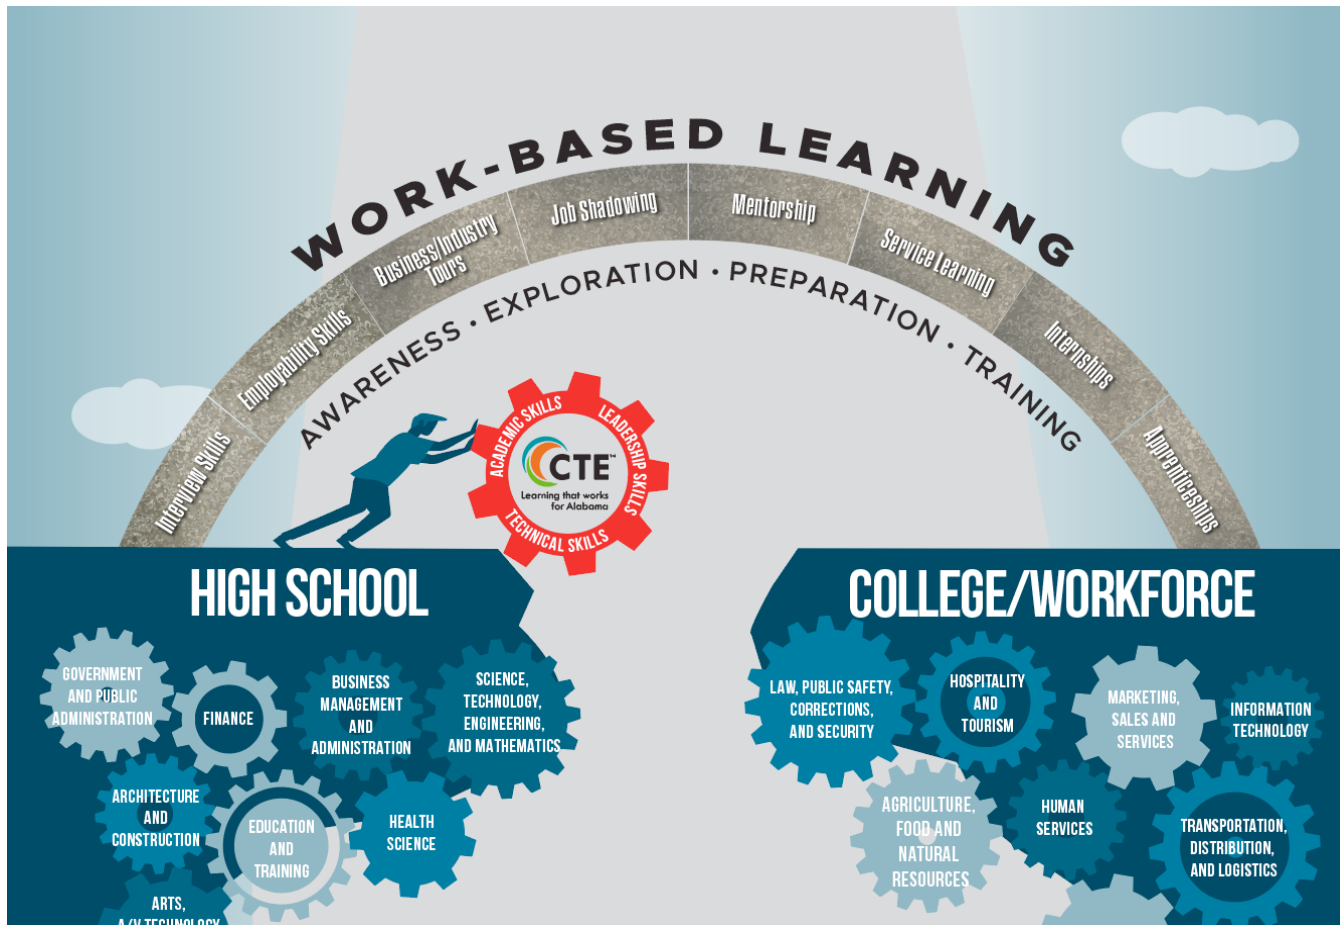 WORK-BASED LEARNING
Interview Skills
Employability Skills
Business/Industry
Tours
Job Shadowing
Mentorship
Service Learning
Internships
Apprenticeships
AWARENESS • EXPLORATION • PREPARATION • TRAINING
ACADEMIC SKILLS
LEADERSHIP SKILLS
TECHNICAL SKILLS
CTE™
Learning that works
for Alabama
HIGH SCHOOL
GOVERNMENT
AND PUBLIC
ADMINISTRATION
FINANCE
BUSINESS
MANAGEMENT
AND
ADMINISTRATION
SCIENCE,
TECHNOLOGY,
ENGINEERING,
AND MATHEMATICS
ARCHITECTURE
AND
CONSTRUCTION
EDUCATION
AND
TRAINING
HEALTH
SCIENCE
ARTS,
A/V TECHNOLOGY
COLLEGE/WORKFORCE
LAW, PUBLIC SAFETY,
CORRECTIONS,
AND SECURITY
HOSPITALITY
AND
TOURISM
MARKETING,
SALES AND
SERVICES
INFORMATION
TECHNOLOGY
AGRICULTURE,
FOOD AND
NATURAL
RESOURCES
HUMAN
SERVICES
TRANSPORTATION,
DISTRIBUTION,
AND LOGISTICS